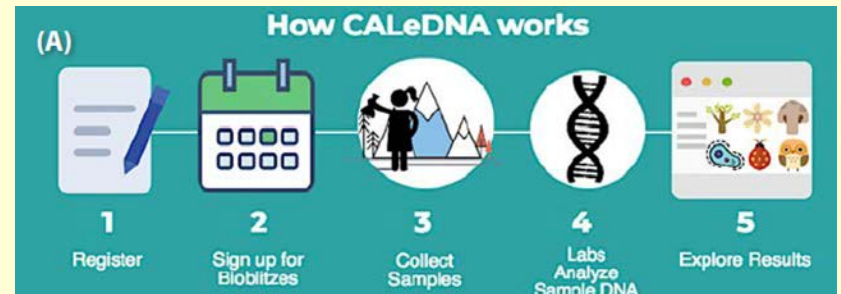 (A)
How CALeDNA works
1
Register
2
Sign up for
Bioblitzes
3
Collect
Samples
4
Labs
Analyze
Sample DNA
5
Explore Results